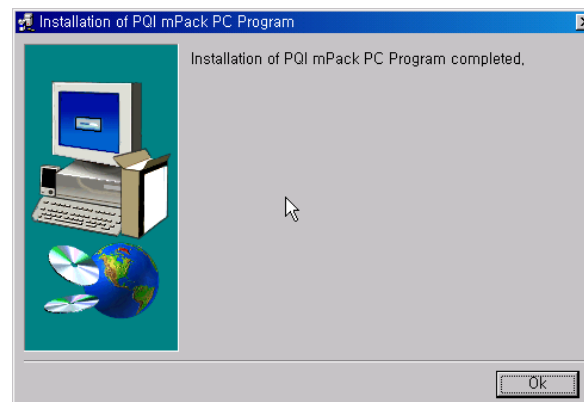 Installation of PQI mPack PC Program
Installation of PQI mPack PC Program completed,
Ok